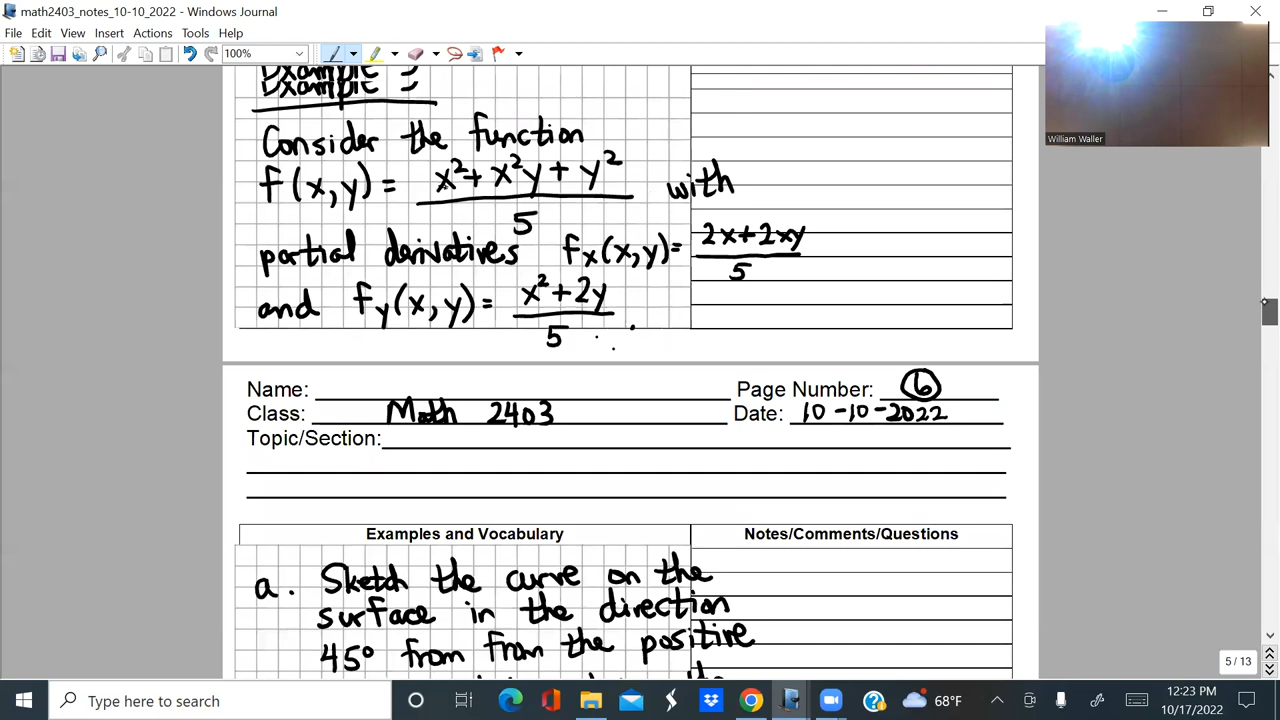 math2403_notes_10-10_2022 - Windows Journal
File Edit View Insert Actions Tools Help
100%
William Waller
Example
Consider the function
f(x,y) = x² + x²y + y² / 5 with
partial derivatives fx(x,y) = 2x+2xy / 5
and fy(x,y) = x²+2y / 5 .
Name:
Page Number: 6
Class: Math 2403
Date: 10-10-2022
Topic/Section:
Examples and Vocabulary
Notes/Comments/Questions
a. Sketch the curve on the
surface in the direction
45° from from the positive
5 / 13
Type here to search
68°F
12:23 PM
10/17/2022